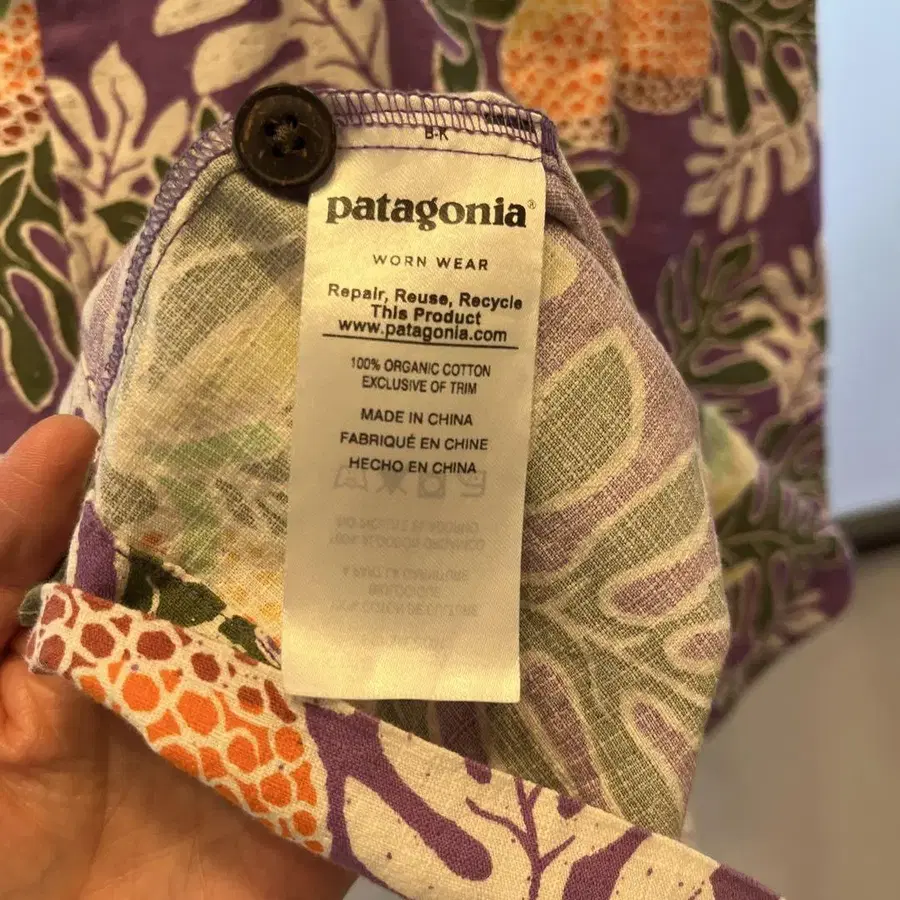 B-K
patagonia®
WORN WEAR
Repair, Reuse, Recycle
This Product
www.patagonia.com
100% ORGANIC COTTON
EXCLUSIVE OF TRIM
MADE IN CHINA
FABRIQUÉ EN CHINE
HECHO EN CHINA